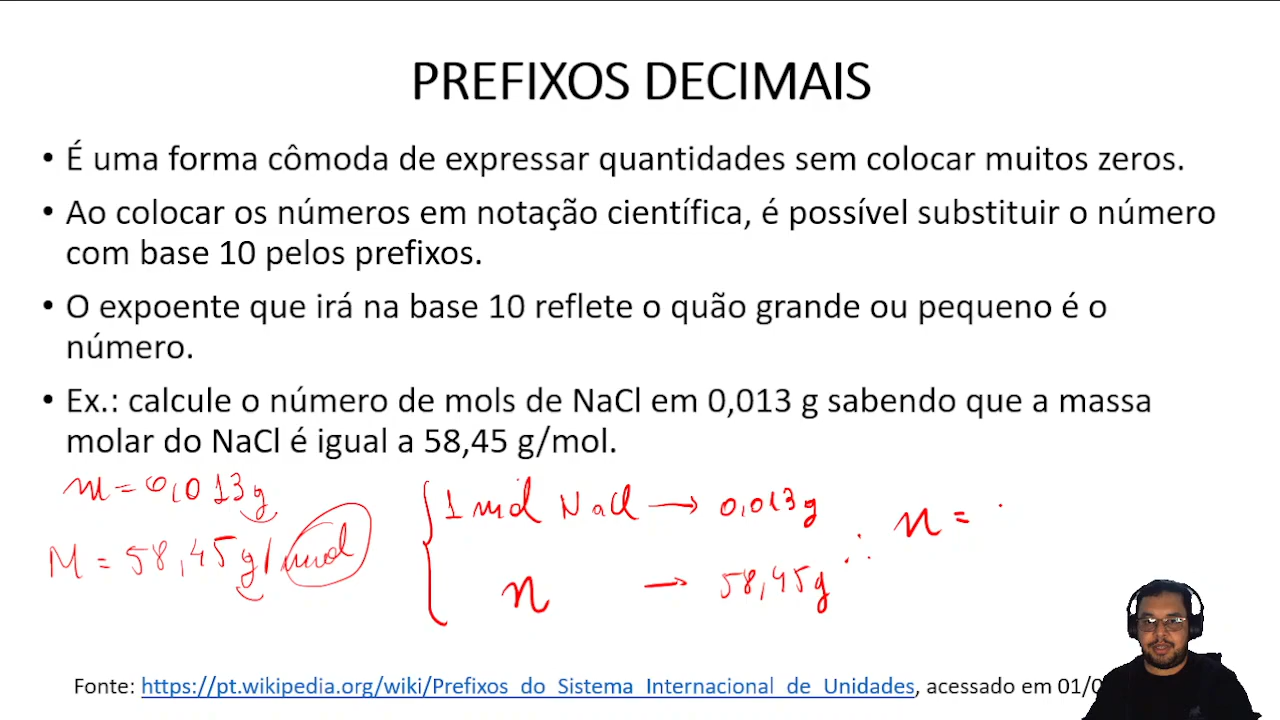 PREFIXOS DECIMAIS
• É uma forma cômoda de expressar quantidades sem colocar muitos zeros.
• Ao colocar os números em notação científica, é possível substituir o número
com base 10 pelos prefixos.
• O expoente que irá na base 10 reflete o quão grande ou pequeno é o
número.
• Ex.: calcule o número de mols de NaCl em 0,013 g sabendo que a massa
molar do NaCl é igual a 58,45 g/mol.
m = 0,013 g
M = 58,45 g/mol
1 mol NaCl → 0,013 g
n → 58,45 g
∴ n =
Fonte: https://pt.wikipedia.org/wiki/Prefixos_do_Sistema_Internacional_de_Unidades, acessado em 01/